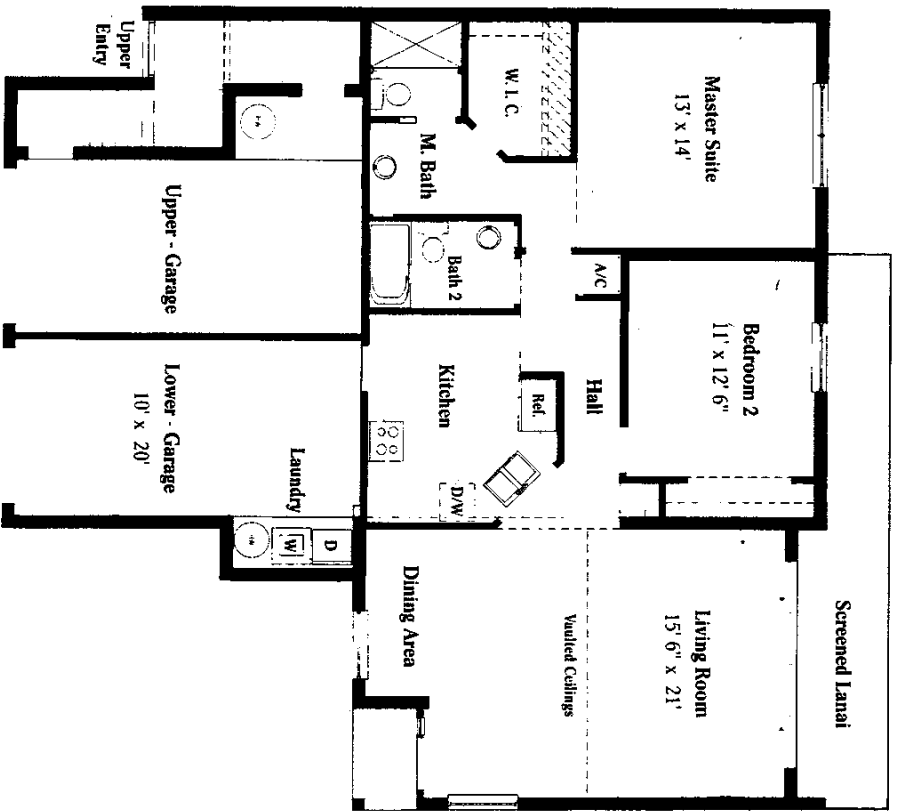 Upper
Entry
W.I.C.
Master Suite
13' x 14'
M. Bath
Upper - Garage
Bath 2
A/C
Bedroom 2
11' x 12' 6"
Kitchen
Ref.
Hall
Lower - Garage
10' x 20'
Laundry
D/W
W
D
Dining Area
Vaulted Ceilings
Living Room
15' 6" x 21'
Screened Lanai